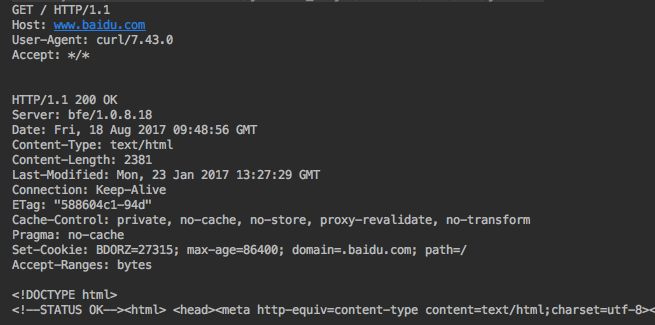 GET / HTTP/1.1
Host: www.baidu.com
User-Agent: curl/7.43.0
Accept: */*
HTTP/1.1 200 OK
Server: bfe/1.0.8.18
Date: Fri, 18 Aug 2017 09:48:56 GMT
Content-Type: text/html
Content-Length: 2381
Last-Modified: Mon, 23 Jan 2017 13:27:29 GMT
Connection: Keep-Alive
ETag: "588604c1-94d"
Cache-Control: private, no-cache, no-store, proxy-revalidate, no-transform
Pragma: no-cache
Set-Cookie: BDORZ=27315; max-age=86400; domain=.baidu.com; path=/
Accept-Ranges: bytes
<!DOCTYPE html>
<!--STATUS OK--><html> <head><meta http-equiv=content-type content=text/html;charset=utf-8><